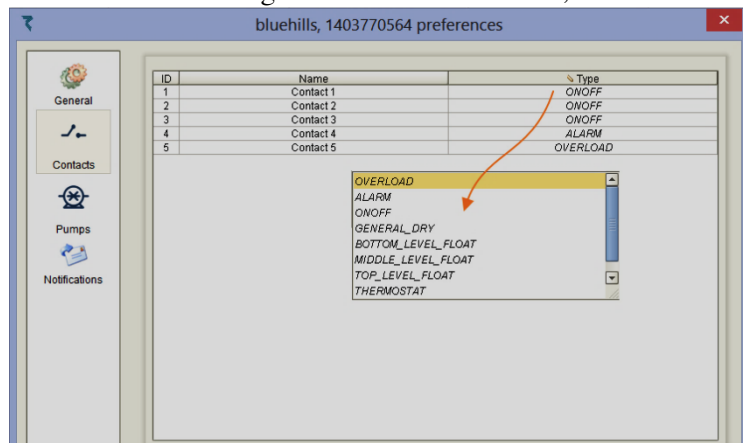 bluehills, 1403770564 preferences
General
Contacts
Pumps
Notifications
ID Name Type
1 Contact 1 ONOFF
2 Contact 2 ONOFF
3 Contact 3 ONOFF
4 Contact 4 ALARM
5 Contact 5 OVERLOAD
OVERLOAD
ALARM
ONOFF
GENERAL_DRY
BOTTOM_LEVEL_FLOAT
MIDDLE_LEVEL_FLOAT
TOP_LEVEL_FLOAT
THERMOSTAT